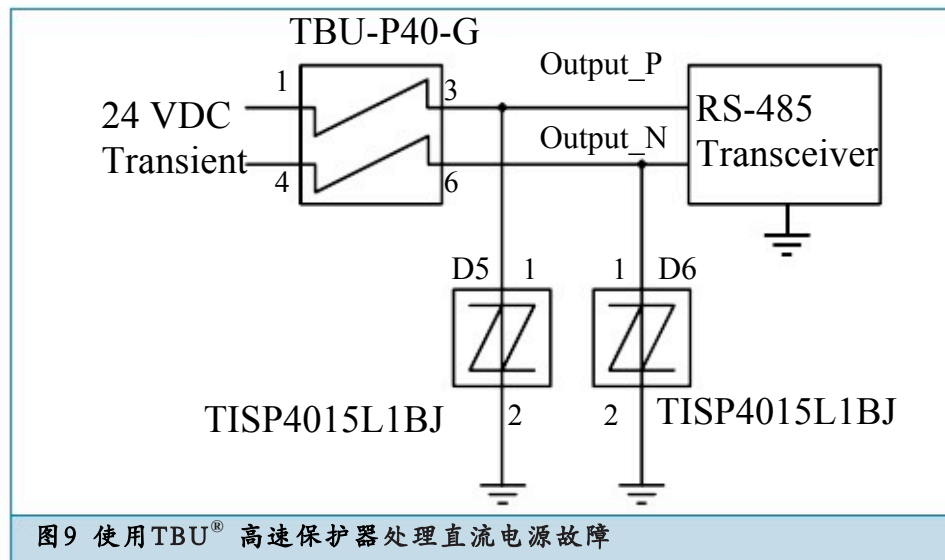 TBU-P40-G
1
3
Output_P
24 VDC
Transient
RS-485
Transceiver
Output_N
4
6
D5
1
1
D6
TISP4015L1BJ
2
2
TISP4015L1BJ
图9 使用TBU® 高速保护器处理直流电源故障